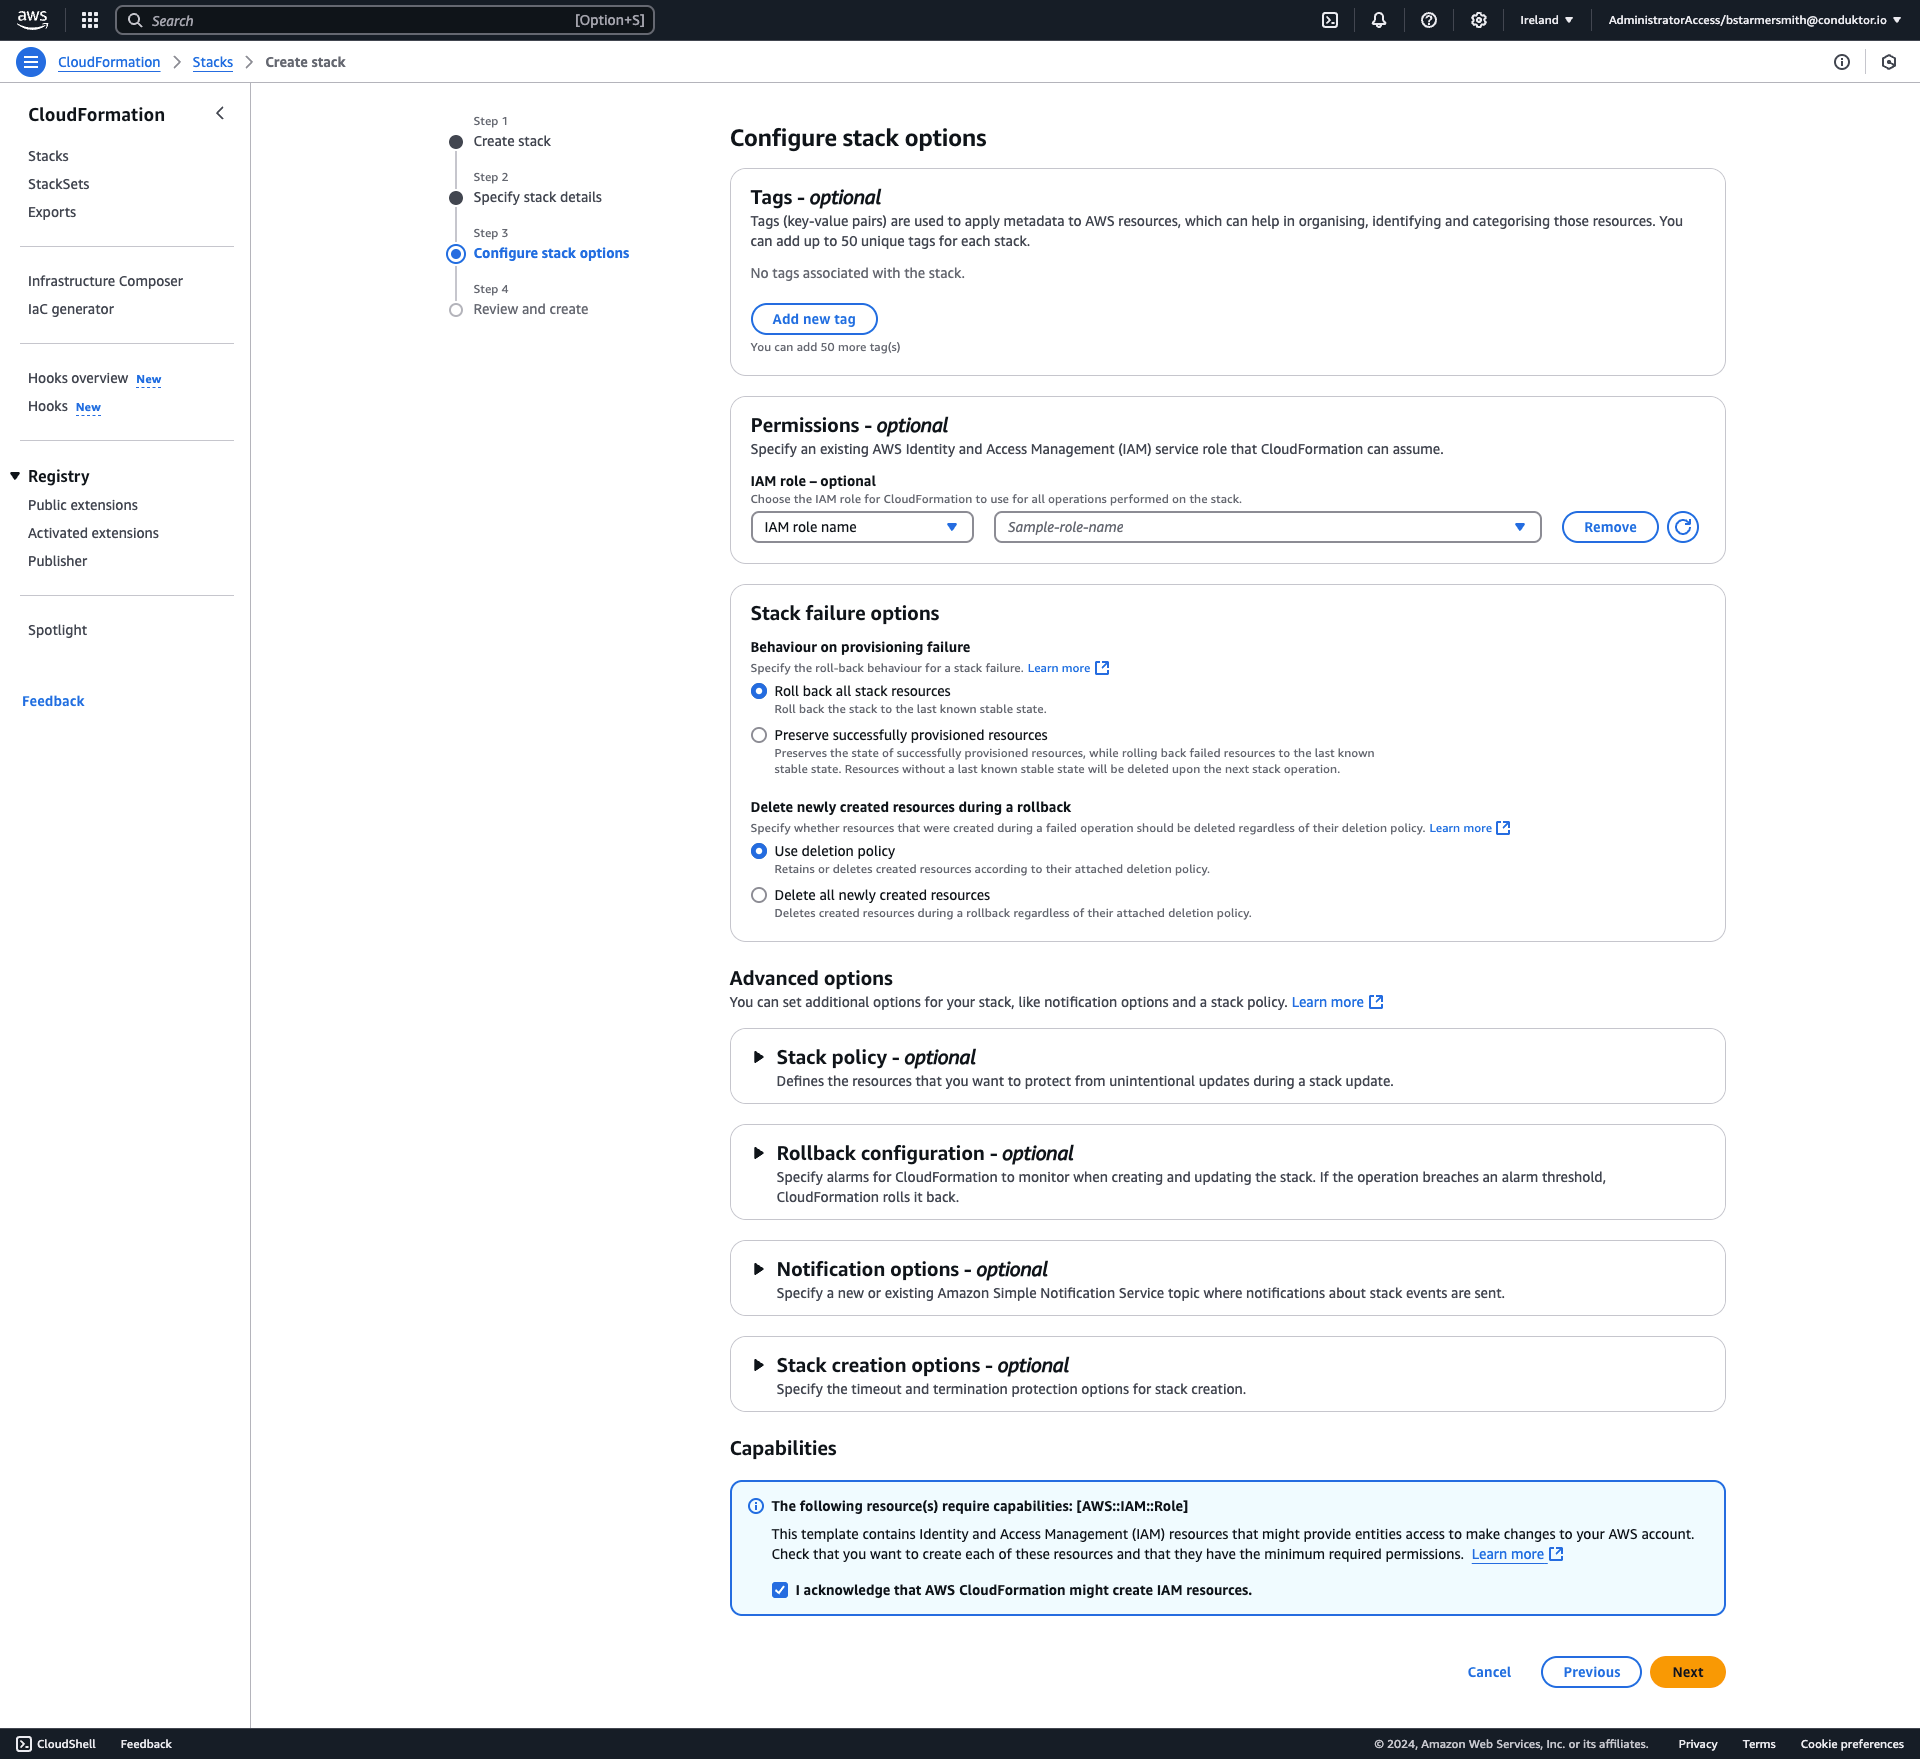 aws
Search
[Option+S]
Ireland
AdministratorAccess/bstarmersmith@conduktor.io
CloudFormation
Stacks
Create stack
CloudFormation
Stacks
StackSets
Exports
Infrastructure Composer
IaC generator
Hooks overview New
Hooks New
Registry
Public extensions
Activated extensions
Publisher
Spotlight
Feedback
Step 1
Create stack
Step 2
Specify stack details
Step 3
Configure stack options
Step 4
Review and create
Configure stack options
Tags - optional
Tags (key-value pairs) are used to apply metadata to AWS resources, which can help in organising, identifying and categorising those resources. You
can add up to 50 unique tags for each stack.
No tags associated with the stack.
Add new tag
You can add 50 more tag(s)
Permissions - optional
Specify an existing AWS Identity and Access Management (IAM) service role that CloudFormation can assume.
IAM role – optional
Choose the IAM role for CloudFormation to use for all operations performed on the stack.
IAM role name
Sample-role-name
Remove
Stack failure options
Behaviour on provisioning failure
Specify the roll-back behaviour for a stack failure. Learn more
Roll back all stack resources
Roll back the stack to the last known stable state.
Preserve successfully provisioned resources
Preserves the state of successfully provisioned resources, while rolling back failed resources to the last known
stable state. Resources without a last known stable state will be deleted upon the next stack operation.
Delete newly created resources during a rollback
Specify whether resources that were created during a failed operation should be deleted regardless of their deletion policy. Learn more
Use deletion policy
Retains or deletes created resources according to their attached deletion policy.
Delete all newly created resources
Deletes created resources during a rollback regardless of their attached deletion policy.
Advanced options
You can set additional options for your stack, like notification options and a stack policy. Learn more
Stack policy - optional
Defines the resources that you want to protect from unintentional updates during a stack update.
Rollback configuration - optional
Specify alarms for CloudFormation to monitor when creating and updating the stack. If the operation breaches an alarm threshold,
CloudFormation rolls it back.
Notification options - optional
Specify a new or existing Amazon Simple Notification Service topic where notifications about stack events are sent.
Stack creation options - optional
Specify the timeout and termination protection options for stack creation.
Capabilities
The following resource(s) require capabilities: [AWS::IAM::Role]
This template contains Identity and Access Management (IAM) resources that might provide entities access to make changes to your AWS account.
Check that you want to create each of these resources and that they have the minimum required permissions. Learn more
I acknowledge that AWS CloudFormation might create IAM resources.
Cancel
Previous
Next
CloudShell
Feedback
© 2024, Amazon Web Services, Inc. or its affiliates.
Privacy
Terms
Cookie preferences